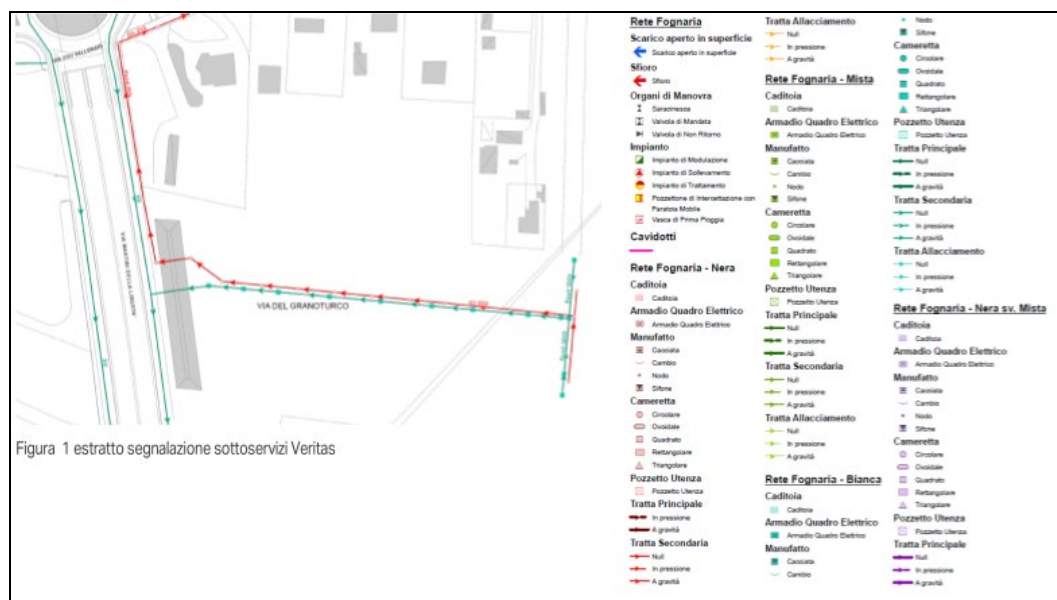 VIA DEL GRANOTURCO
Figura 1 estratto segnalazione sottoservizi Veritas
Rete Fognaria
Scarico aperto in superficie
Scarico aperto in superficie
Sfioro
Sfioro
Organi di Manovra
Saracinesca
Valvola di Mandata
Valvola di Non Ritorno
Impianto
Impianto di Modulazione
Impianto di Sollevamento
Impianto di Trattamento
Pozzettone di Intercettazione con
Paratoia Mobile
Vasca di Prima Pioggia
Cavidotti
Rete Fognaria - Nera
Caditoia
Caditoia
Armadio Quadro Elettrico
Armadio Quadro Elettrico
Manufatto
Cacciata
Cambio
Nodo
Sifone
Cameretta
Circolare
Ovoidale
Quadrato
Rettangolare
Triangolare
Pozzetto Utenza
Pozzetto Utenza
Tratta Principale
In pressione
A gravità
Tratta Secondaria
Null
In pressione
A gravità
Tratta Allacciamento
Null
In pressione
A gravità
Rete Fognaria - Mista
Caditoia
Caditoia
Armadio Quadro Elettrico
Armadio Quadro Elettrico
Manufatto
Cacciata
Cambio
Nodo
Sifone
Cameretta
Circolare
Ovoidale
Quadrato
Rettangolare
Triangolare
Pozzetto Utenza
Pozzetto Utenza
Tratta Principale
Null
In pressione
A gravità
Tratta Secondaria
Null
In pressione
A gravità
Tratta Allacciamento
Null
In pressione
A gravità
Rete Fognaria - Bianca
Caditoia
Caditoia
Armadio Quadro Elettrico
Armadio Quadro Elettrico
Manufatto
Cacciata
Cambio
Nodo
Sifone
Cameretta
Circolare
Ovoidale
Quadrato
Rettangolare
Triangolare
Pozzetto Utenza
Pozzetto Utenza
Tratta Principale
Null
In pressione
A gravità
Tratta Secondaria
Null
In pressione
A gravità
Tratta Allacciamento
Null
In pressione
A gravità
Rete Fognaria - Nera sv. Mista
Caditoia
Caditoia
Armadio Quadro Elettrico
Armadio Quadro Elettrico
Manufatto
Cacciata
Cambio
Nodo
Sifone
Cameretta
Circolare
Ovoidale
Quadrato
Rettangolare
Triangolare
Pozzetto Utenza
Pozzetto Utenza
Tratta Principale
Null
In pressione
A gravità